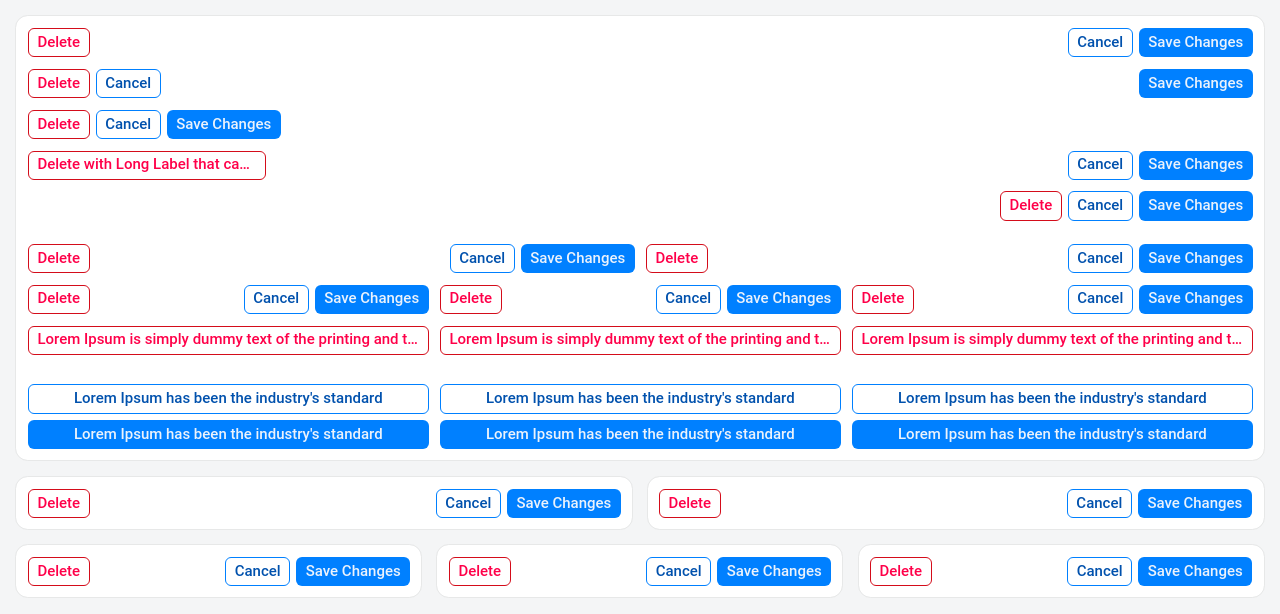 Delete Cancel Save Changes
Delete Cancel Save Changes
Delete Cancel Save Changes
Delete with Long Label that ca... Cancel Save Changes
Delete Cancel Save Changes
Delete Cancel Save Changes Delete Cancel Save Changes
Delete Cancel Save Changes Delete Cancel Save Changes Delete Cancel Save Changes
Lorem Ipsum is simply dummy text of the printing and t... Lorem Ipsum is simply dummy text of the printing and t... Lorem Ipsum is simply dummy text of the printing and t...
Lorem Ipsum has been the industry's standard Lorem Ipsum has been the industry's standard Lorem Ipsum has been the industry's standard
Lorem Ipsum has been the industry's standard Lorem Ipsum has been the industry's standard Lorem Ipsum has been the industry's standard
Delete Cancel Save Changes Delete Cancel Save Changes
Delete Cancel Save Changes Delete Cancel Save Changes Delete Cancel Save Changes